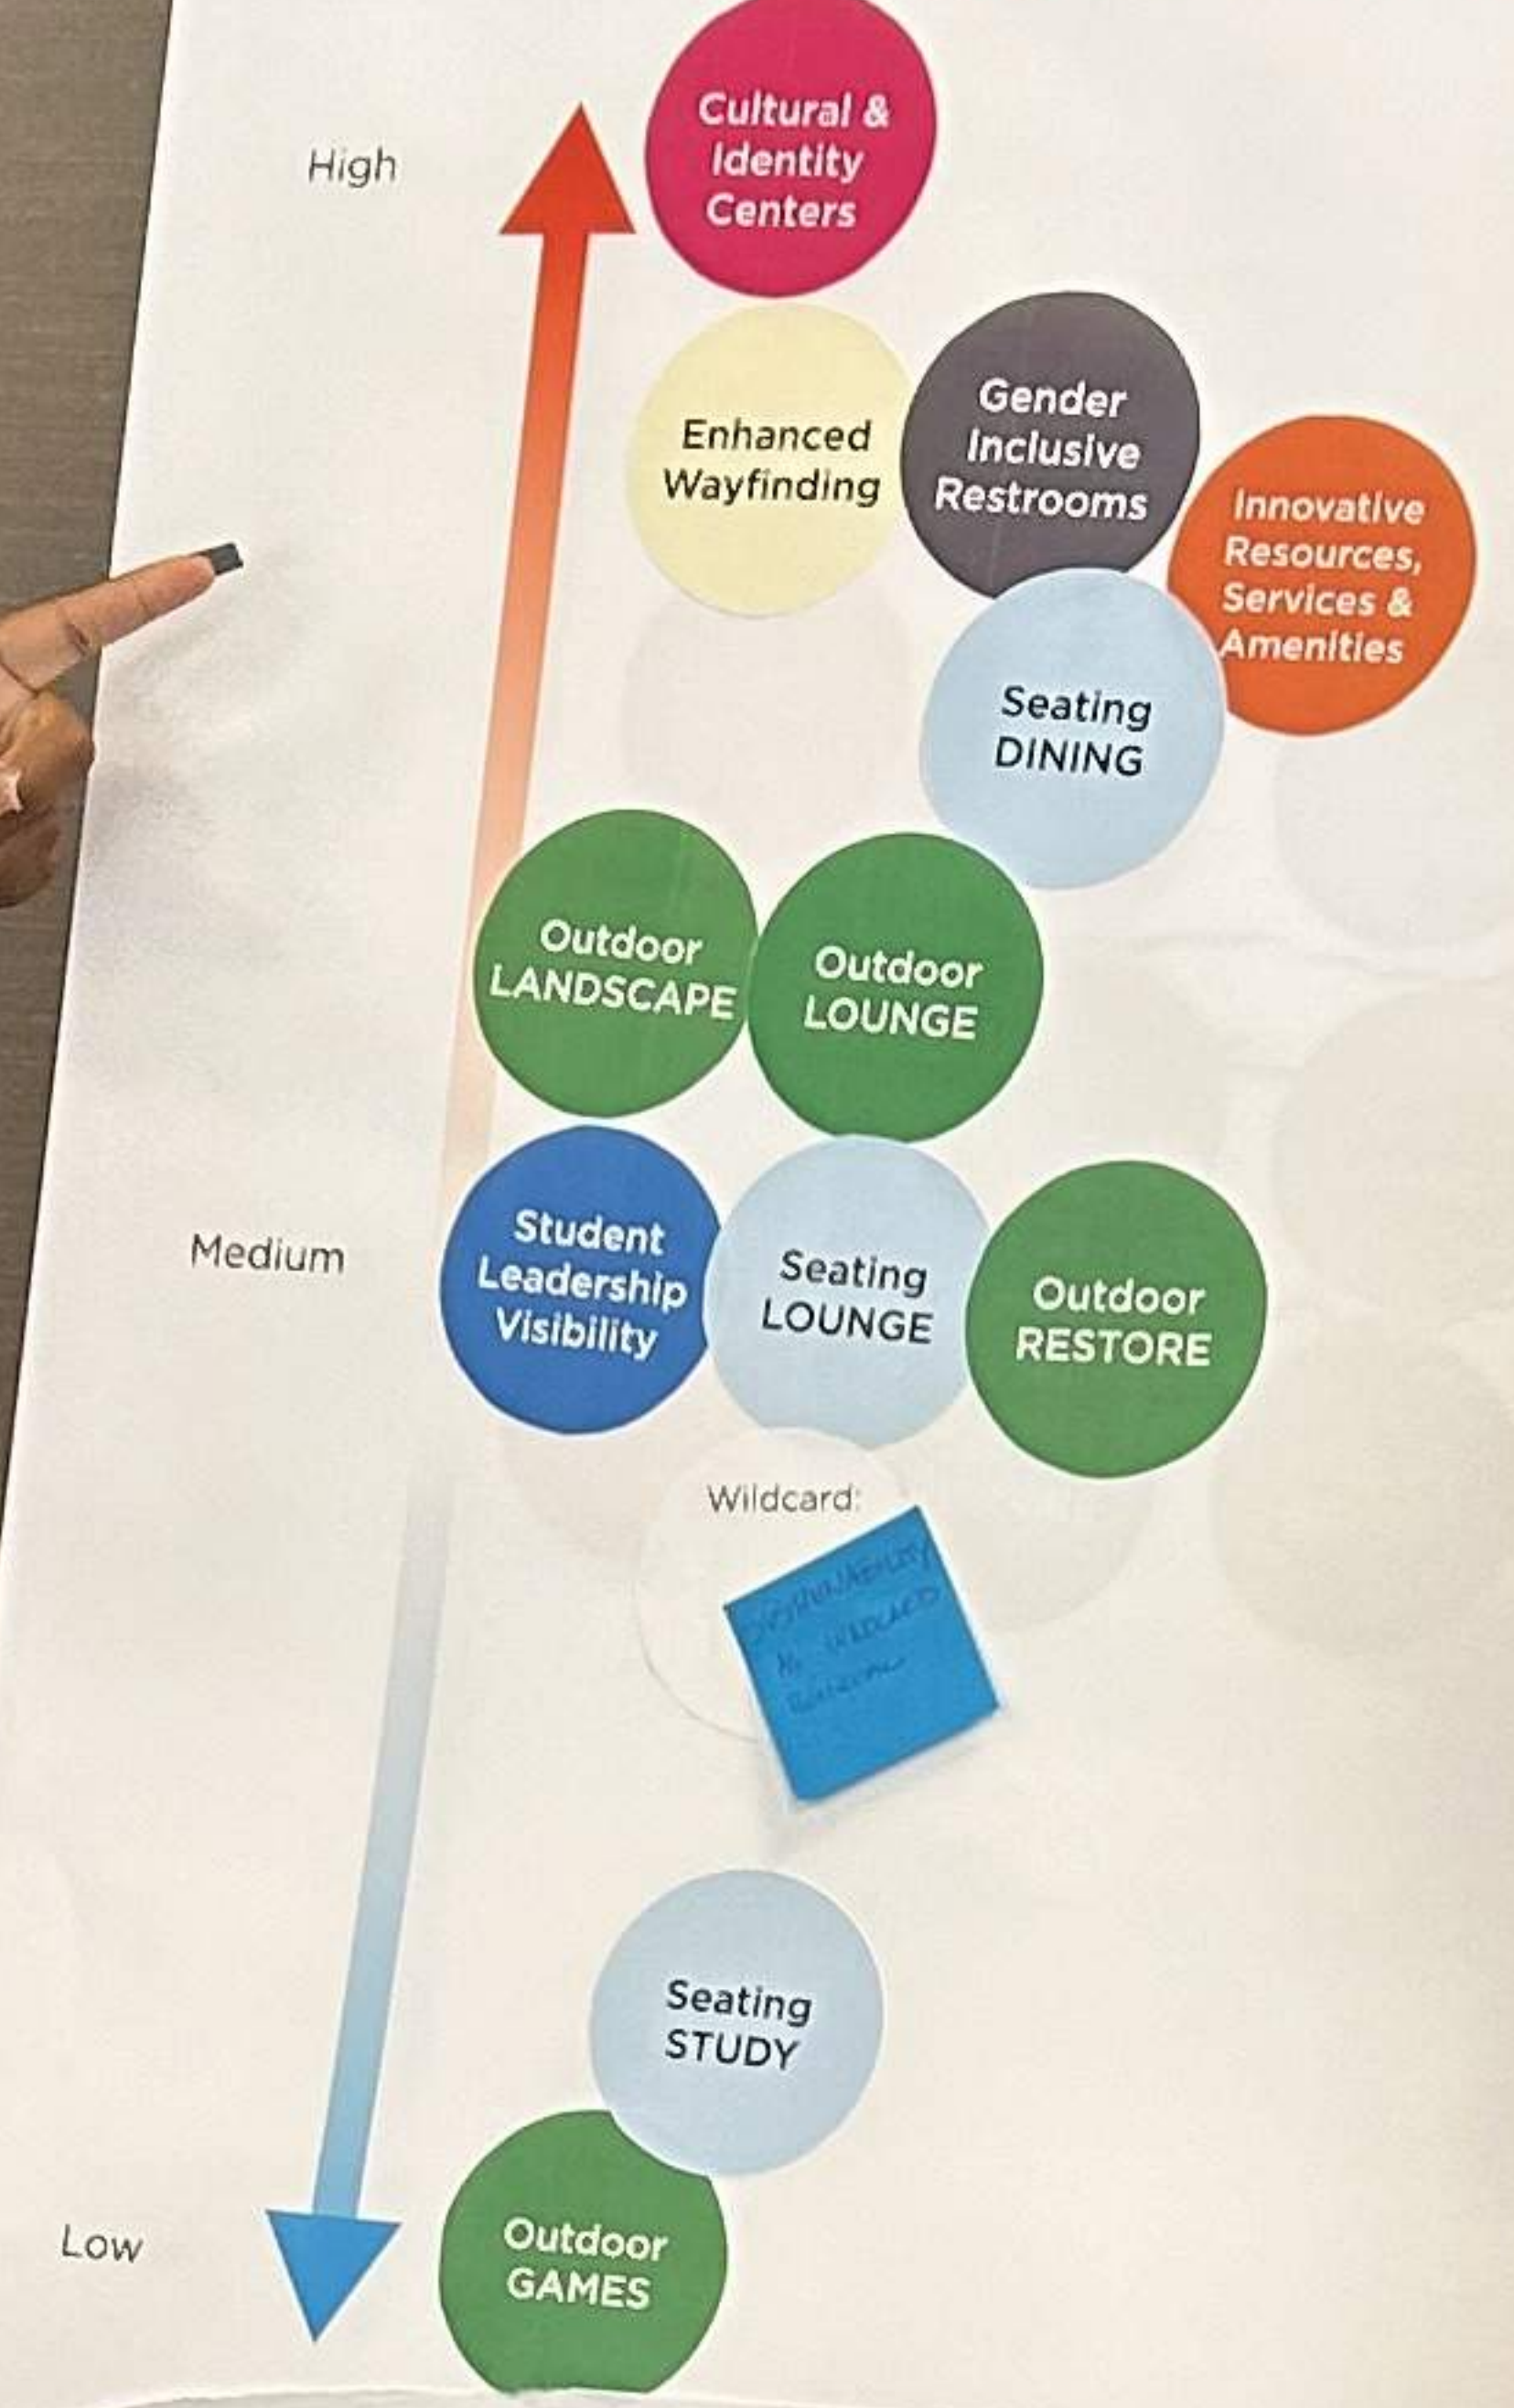 High
Cultural &
Identity
Centers
Enhanced
Wayfinding
Gender
Inclusive
Restrooms
Innovative
Resources,
Services &
Amenities
Seating
DINING
Outdoor
LANDSCAPE
Outdoor
LOUNGE
Medium
Student
Leadership
Visibility
Seating
LOUNGE
Outdoor
RESTORE
Wildcard:
WILDCARD
Seating
STUDY
Low
Outdoor
GAMES